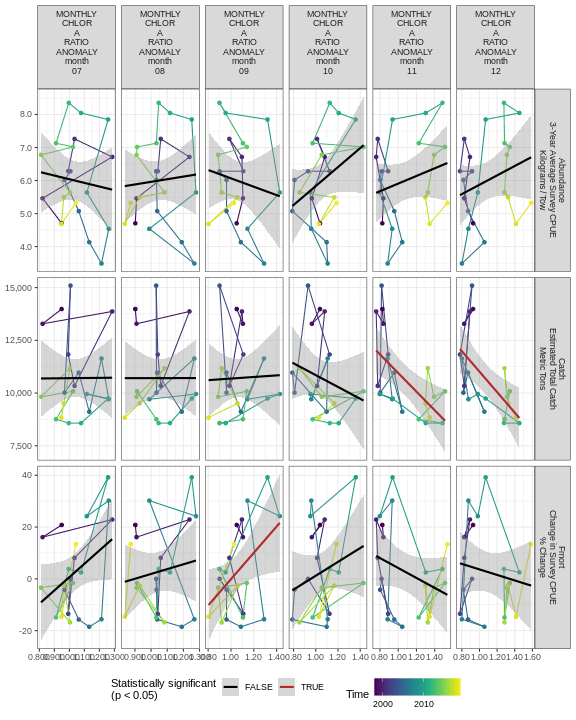 MONTHLY CHLOR A RATIO ANOMALY month 07
MONTHLY CHLOR A RATIO ANOMALY month 08
MONTHLY CHLOR A RATIO ANOMALY month 09
MONTHLY CHLOR A RATIO ANOMALY month 10
MONTHLY CHLOR A RATIO ANOMALY month 11
MONTHLY CHLOR A RATIO ANOMALY month 12
8.0
7.0
6.0
5.0
4.0
Abundance
3-Year Average Survey CPUE
Kilograms / Tow
15,000
12,500
10,000
7,500
Catch
Estimated Total Catch
Metric Tons
40
20
0
-20
Fmort
Change in Survey CPUE
% Change
1.00 1.20 1.40
0.80 1.00 1.20 1.40
0.80 1.00 1.20 1.40
0.80 1.00 1.20 1.40 1.60
Statistically significant
(p < 0.05)
FALSE
TRUE
Time
2000
2010